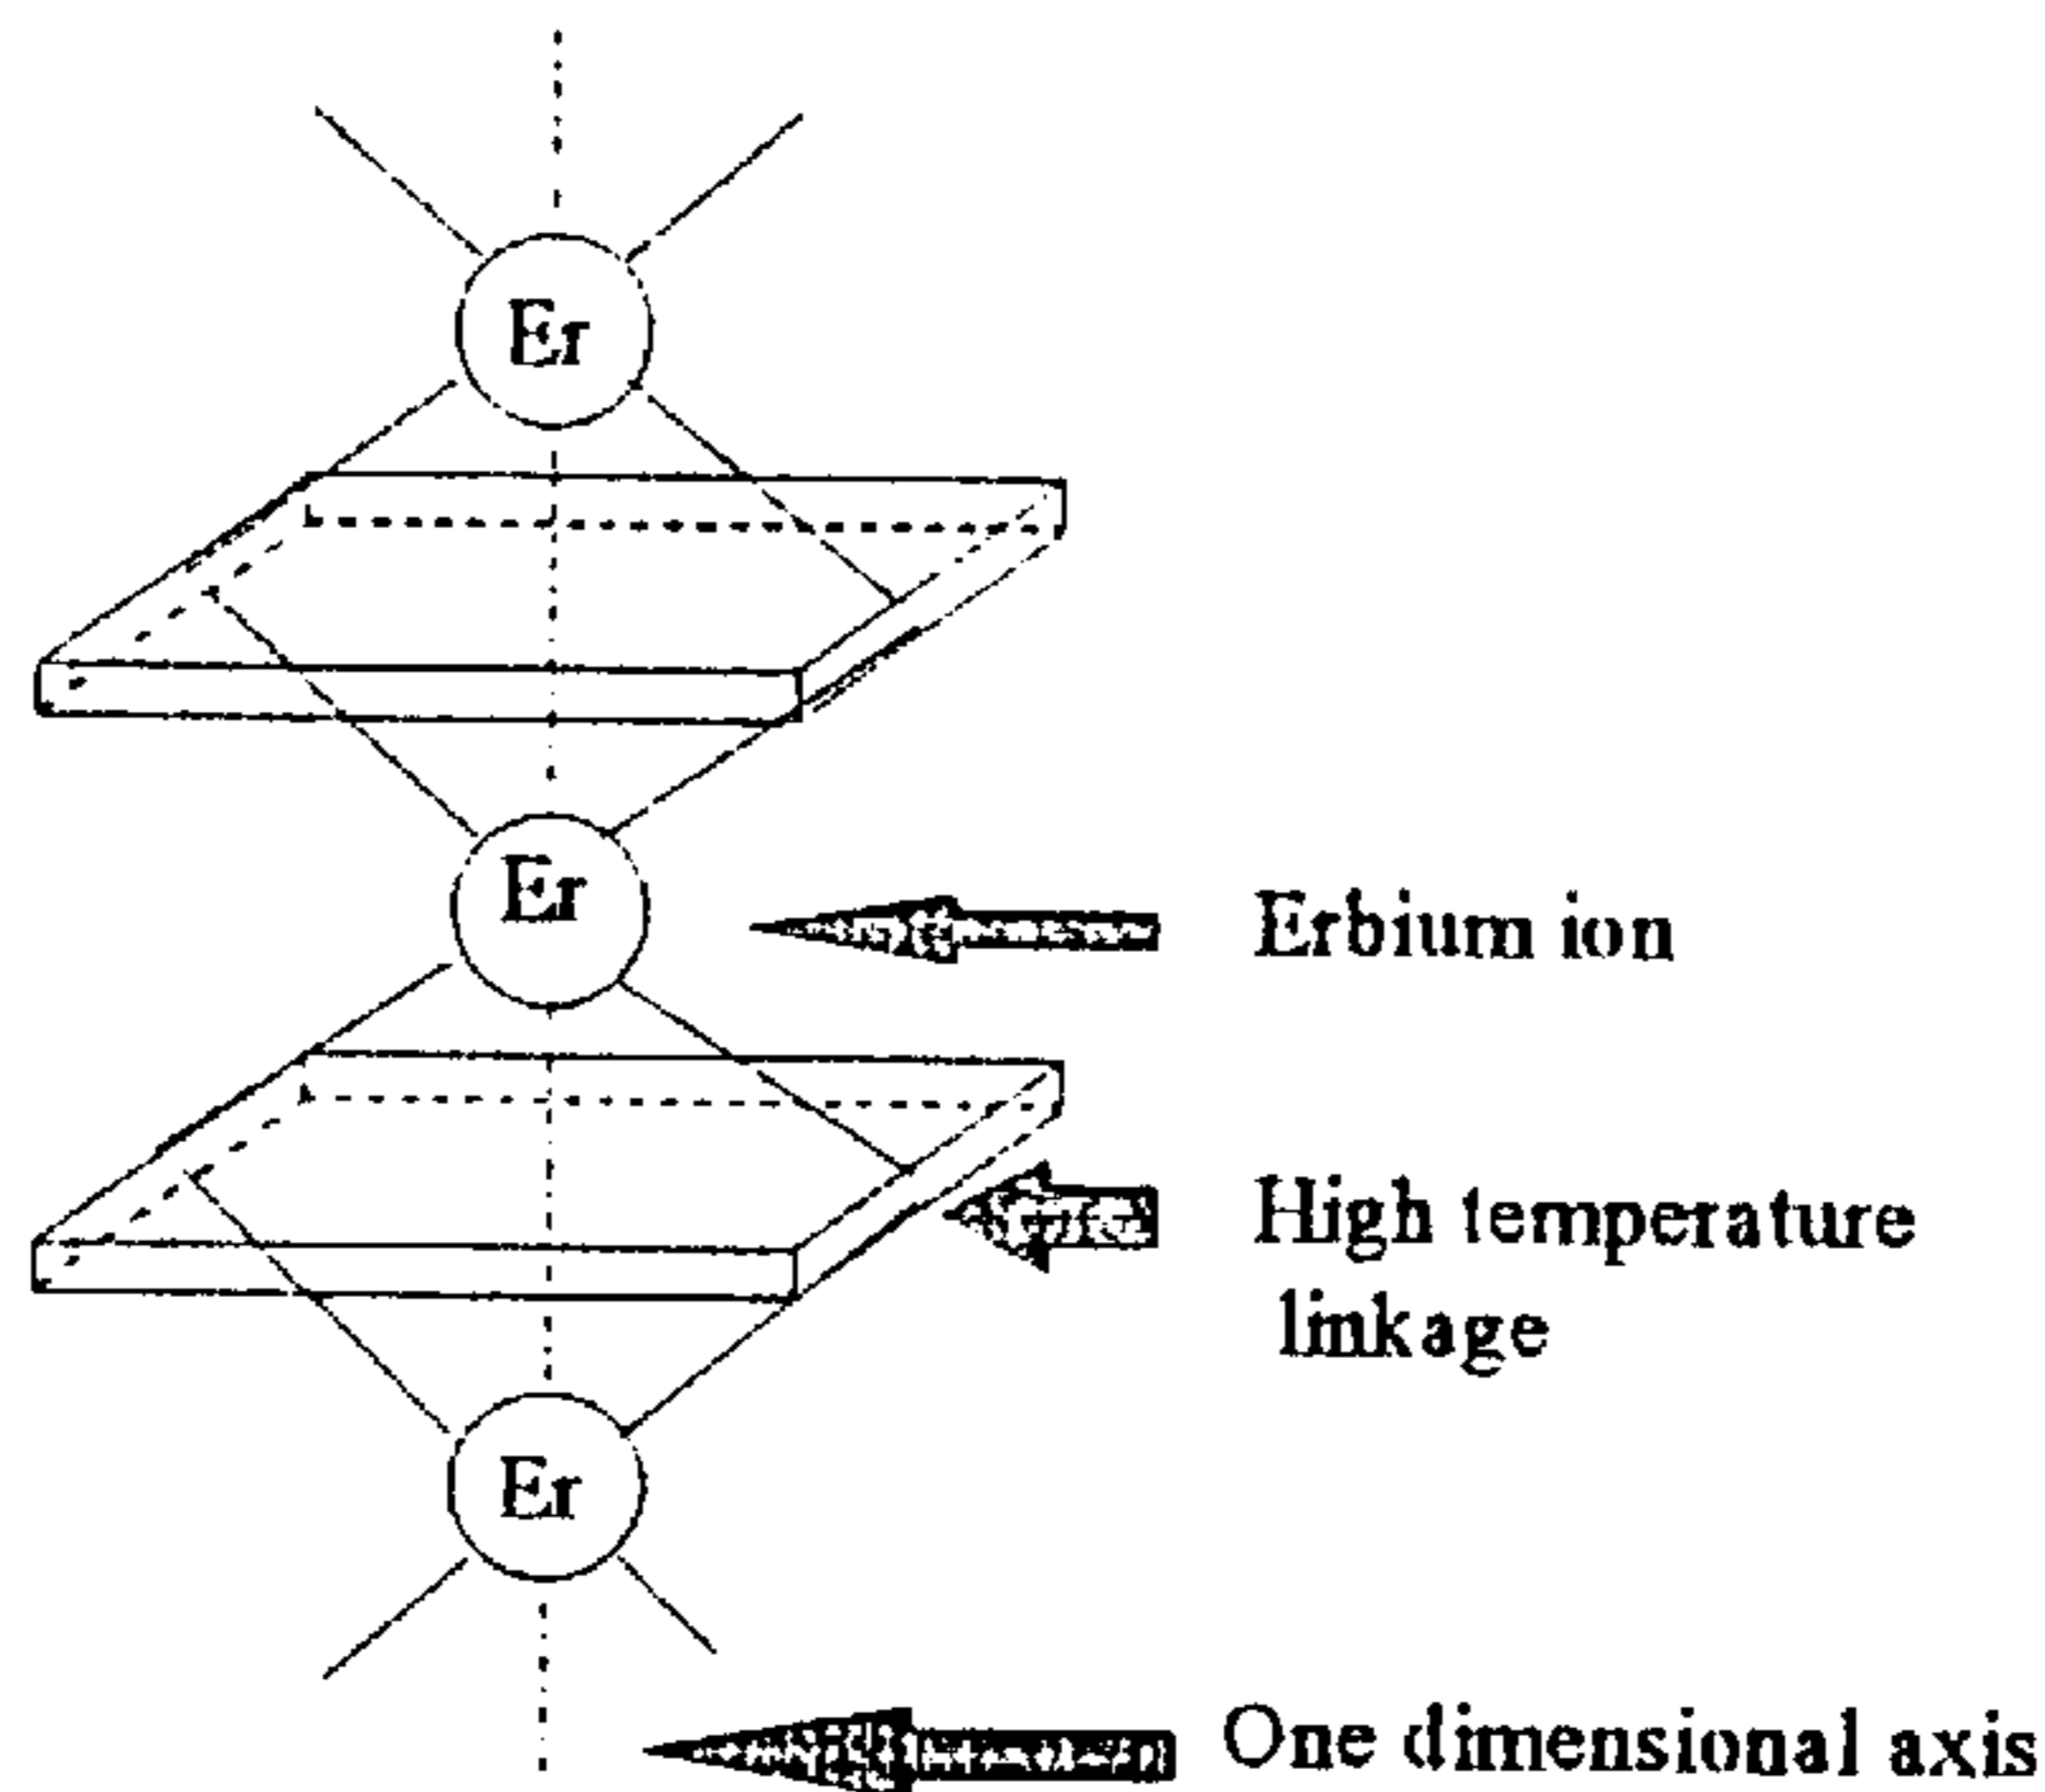 Er
Er
Erbium ion
High temperature
linkage
Er
One dimensional axis